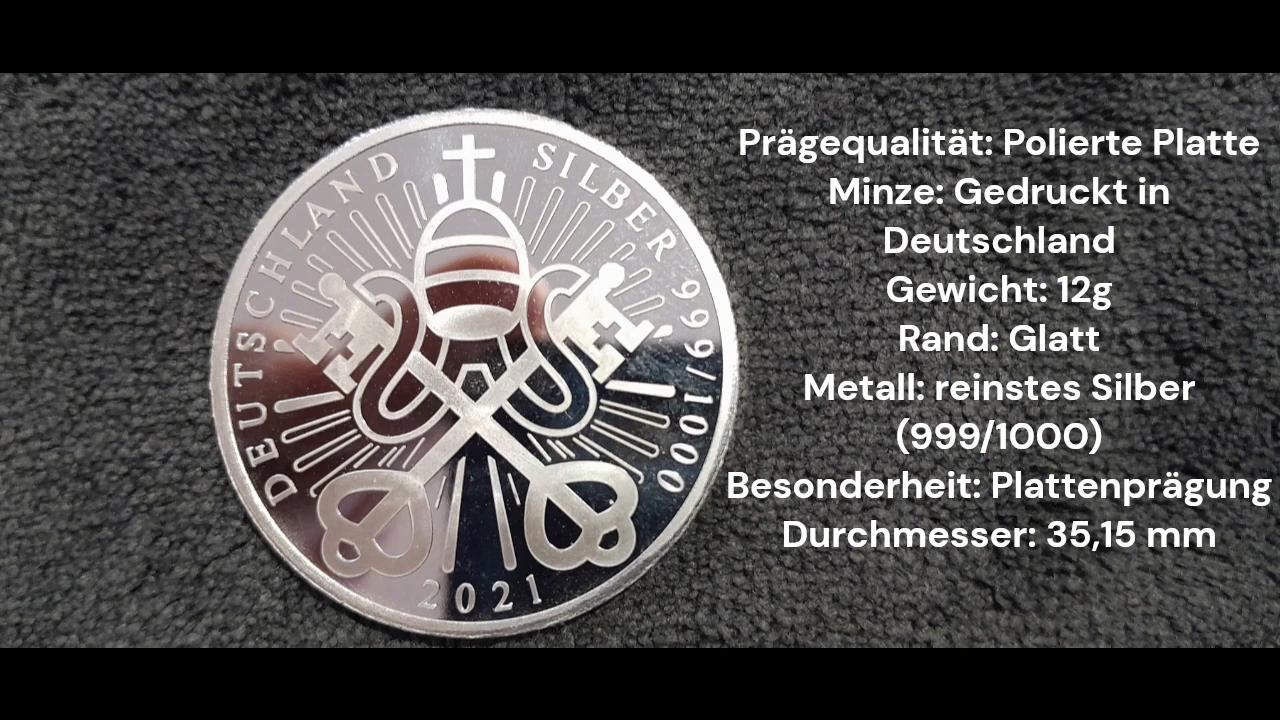 DEUTSCHLAND SILBER 999/1000
2021
Prägequalität: Polierte Platte
Minze: Gedruckt in
Deutschland
Gewicht: 12g
Rand: Glatt
Metall: reinstes Silber
(999/1000)
Besonderheit: Plattenprägung
Durchmesser: 35,15 mm